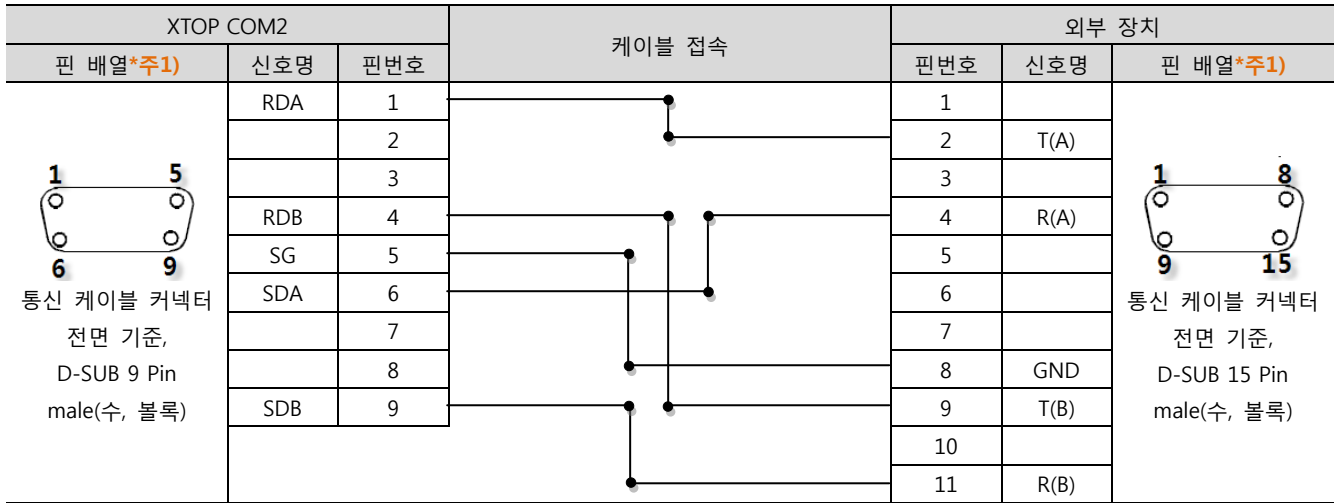 XTOP COM2 케이블 접속 외부 장치
핀 배열*주1) 신호명 핀번호 핀번호 신호명 핀 배열*주1)
RDA 1 1
2 2 T(A)
3 3
RDB 4 4 R(A)
SG 5 5
SDA 6 6
7 7
8 8 GND
SDB 9 9 T(B)
10
11 R(B)
1 5
6 9
통신 케이블 커넥터
전면 기준,
D-SUB 9 Pin
male(수, 볼록)
1 8
9 15
통신 케이블 커넥터
전면 기준,
D-SUB 15 Pin
male(수, 볼록)